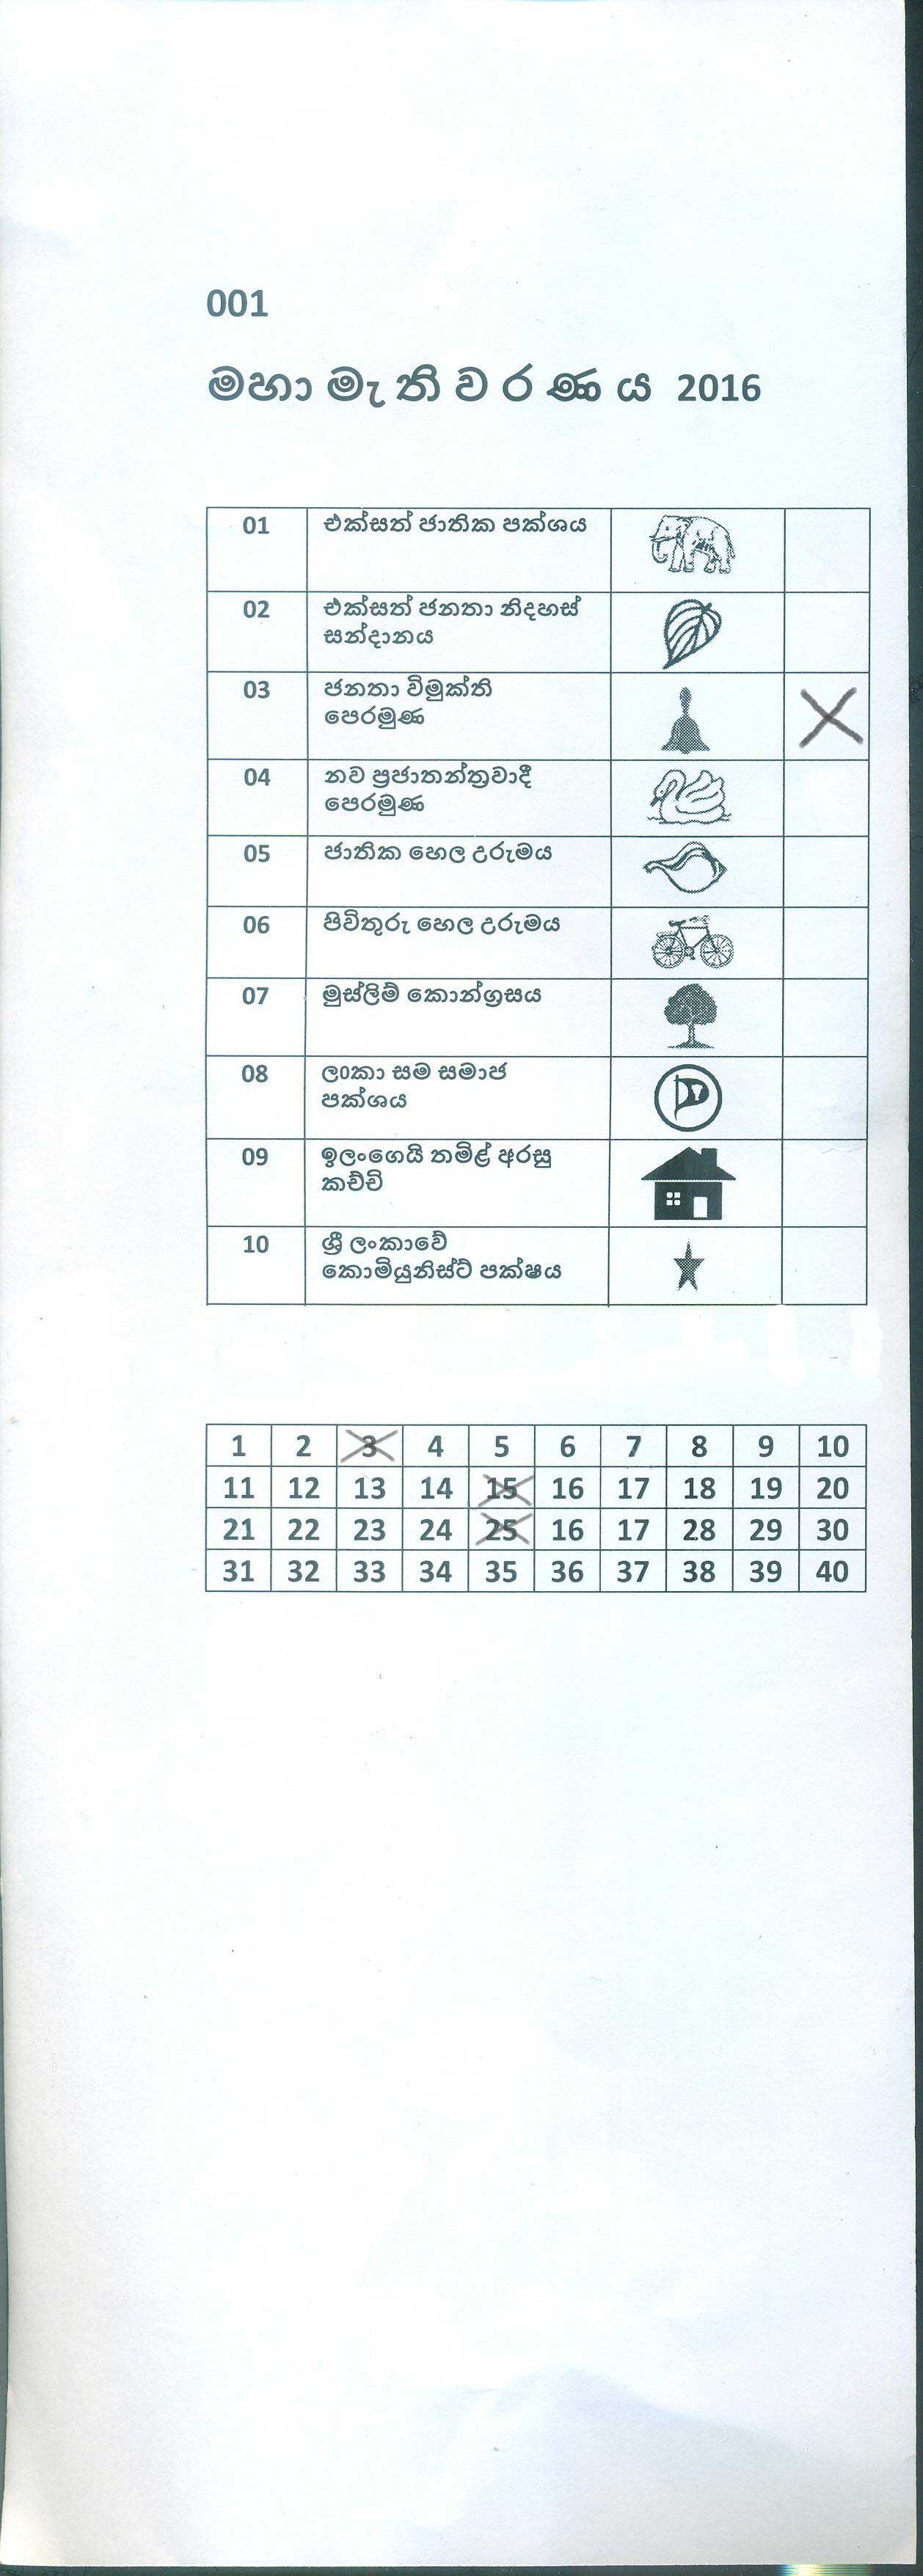 001
මහා මැ ති ව ර ණ ය 2016
01 එක්සත් ජාතික පක්ශය
02 එක්සත් ජනතා නිදහස්
සන්දානය
03 ජනතා විමුක්ති
පෙරමුණ
04 නව ප්‍රජාතන්ත්‍රවාදී
පෙරමුණ
05 ජාතික හෙල උරුමය
06 පිවිතුරු හෙල උරුමය
07 මුස්ලිම් කොන්ග්‍රසය
08 ල0කා සම සමාජ
පක්ශය
09 ඉලංගෙයි තමිළ් අරසු
කච්චි
10 ශ්‍රී ලංකාවේ
කොමියුනිස්ට් පක්ෂය
1 2 3 4 5 6 7 8 9 10
11 12 13 14 15 16 17 18 19 20
21 22 23 24 25 16 17 28 29 30
31 32 33 34 35 36 37 38 39 40